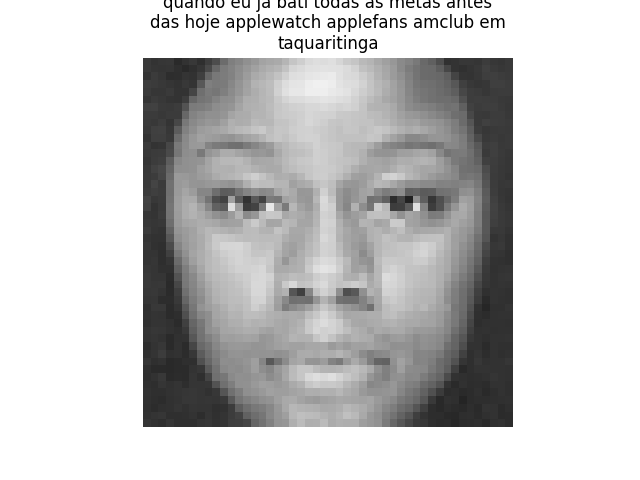 quando eu já bati todas as metas antes
das hoje applewatch applefans amclub em
taquaritinga